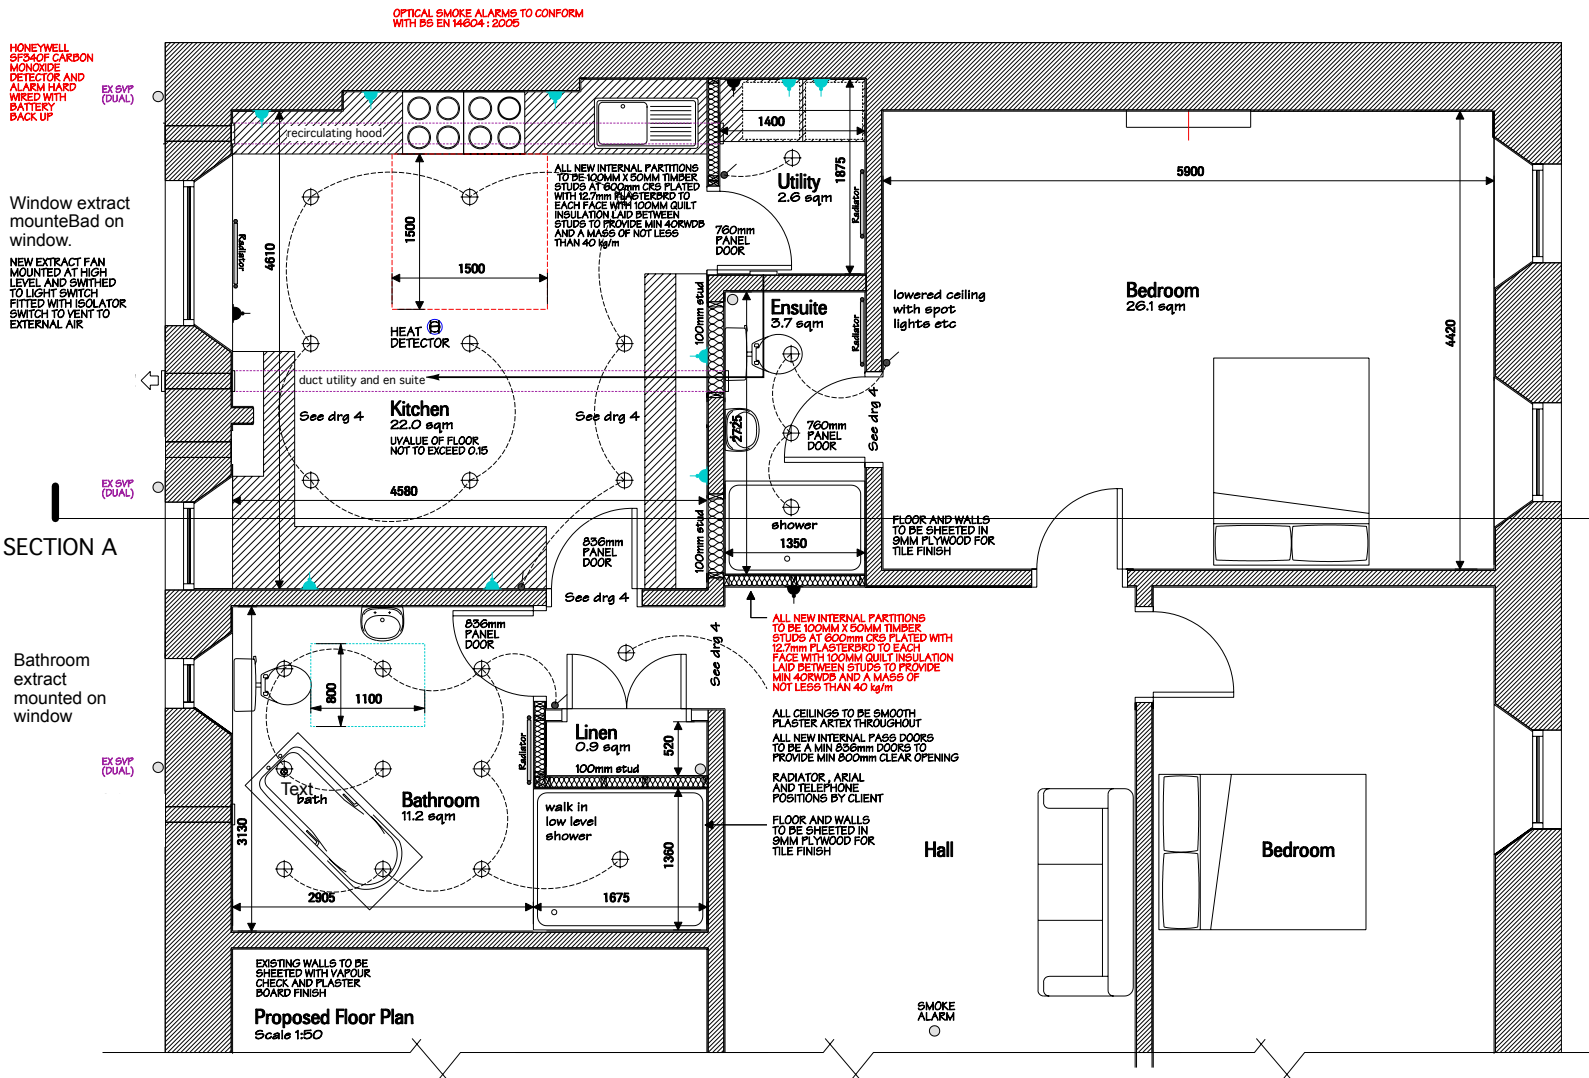 OPTICAL SMOKE ALARMS TO CONFORM
WITH BS EN 14604 : 2005
HONEYWELL
SF340F CARBON
MONOXIDE
DETECTOR AND
ALARM HARD
WIRED WITH
BATTERY
BACK UP
EX SVP
(DUAL)
recirculating hood
1400
1875
Utility
2.6 sqm
Radiator
5900
ALL NEW INTERNAL PARTITIONS
TO BE 100MM X 50MM TIMBER
STUDS AT 600mm CRS PLATED
WITH 12.7mm PLASTERBRD TO
EACH FACE WITH 100MM QUILT
INSULATION LAID BETWEEN
STUDS TO PROVIDE MIN 40RWDB
AND A MASS OF NOT LESS
THAN 40 kg/m
Window extract
mounteBad on
window.
NEW EXTRACT FAN
MOUNTED AT HIGH
LEVEL AND SWITHED
TO LIGHT SWITCH
FITTED WITH ISOLATOR
SWITCH TO VENT TO
EXTERNAL AIR
Radiator
4610
1500
1500
760mm
PANEL
DOOR
100mm stud
Ensuite
3.7 sqm
Radiator
lowered ceiling
with spot
lights etc
Bedroom
26.1 sqm
4420
HEAT
DETECTOR
duct utility and en suite
See drg 4
Kitchen
22.0 sqm
UVALUE OF FLOOR
NOT TO EXCEED 0.15
See drg 4
2725
760mm
PANEL
DOOR
See drg 4
EX SVP
(DUAL)
4580
SECTION A
100mm stud
shower
1350
FLOOR AND WALLS
TO BE SHEETED IN
9MM PLYWOOD FOR
TILE FINISH
836mm
PANEL
DOOR
See drg 4
836mm
PANEL
DOOR
See drg 4
ALL NEW INTERNAL PARTITIONS
TO BE 100MM X 50MM TIMBER
STUDS AT 600mm CRS PLATED WITH
12.7mm PLASTERBRD TO EACH
FACE WITH 100MM QUILT INSULATION
LAID BETWEEN STUDS TO PROVIDE
MIN 40RWDB AND A MASS OF
NOT LESS THAN 40 kg/m
Bathroom
extract
mounted on
window
800
1100
ALL CEILINGS TO BE SMOOTH
PLASTER ARTEX THROUGHOUT
ALL NEW INTERNAL PASS DOORS
TO BE A MIN 836mm DOORS TO
PROVIDE MIN 800mm CLEAR OPENING
RADIATOR , ARIAL
AND TELEPHONE
POSITIONS BY CLIENT
FLOOR AND WALLS
TO BE SHEETED IN
9MM PLYWOOD FOR
TILE FINISH
Radiator
Linen
0.9 sqm
520
100mm stud
EX SVP
(DUAL)
Text
bath
Bathroom
11.2 sqm
walk in
low level
shower
3130
1360
2905
1675
Hall
Bedroom
EXISTING WALLS TO BE
SHEETED WITH VAPOUR
CHECK AND PLASTER
BOARD FINISH
Proposed Floor Plan
Scale 1:50
SMOKE
ALARM